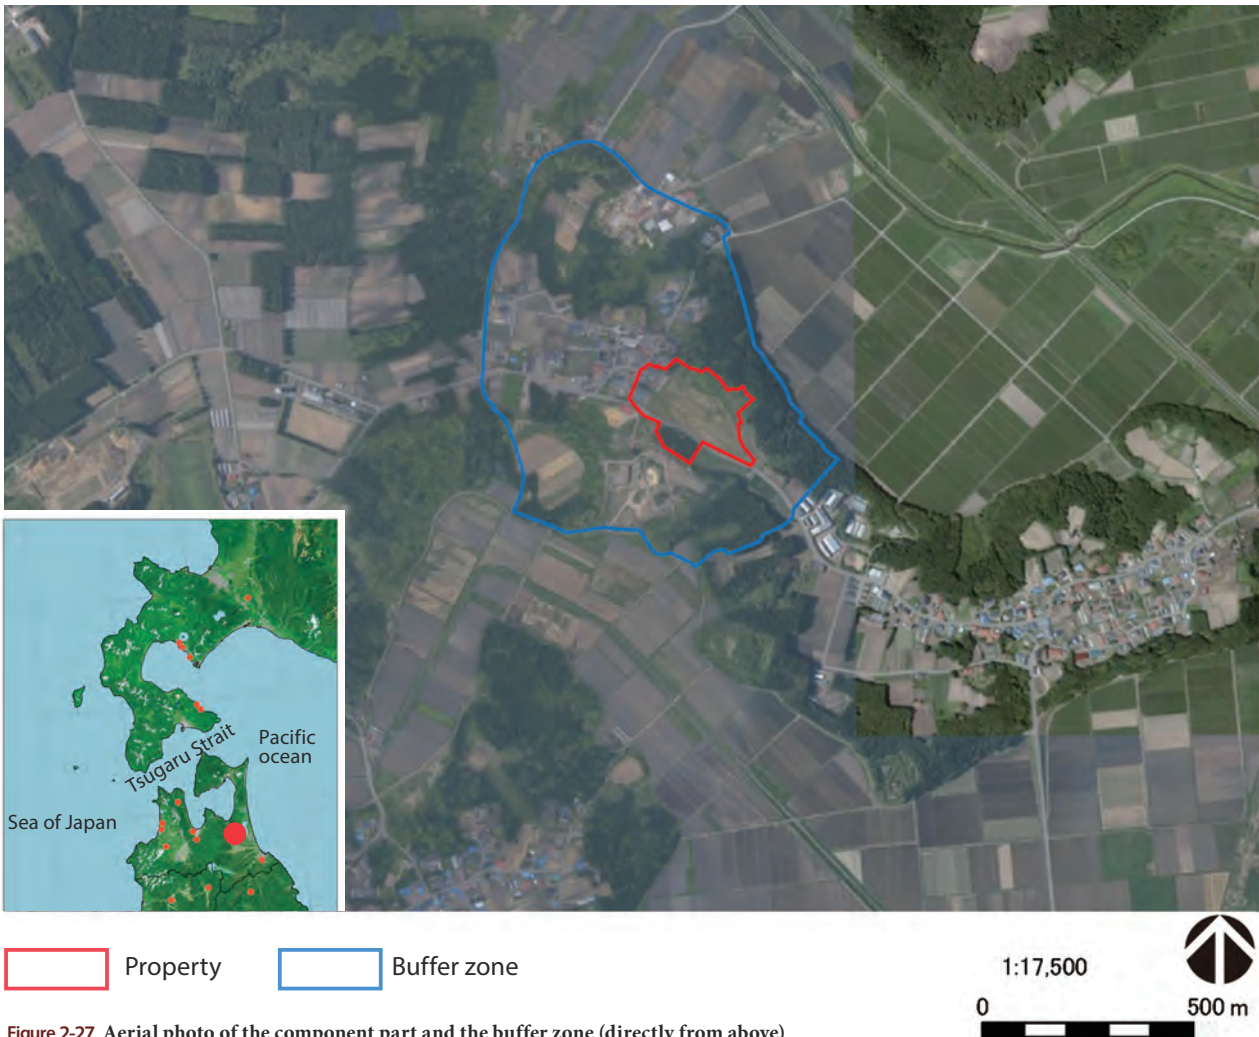 Tsugaru Strait
Pacific
ocean
Sea of Japan
Property
Buffer zone
1:17,500
0
500 m
Figure 2-27 Aerial photo of the component part and the buffer zone (directly from above)